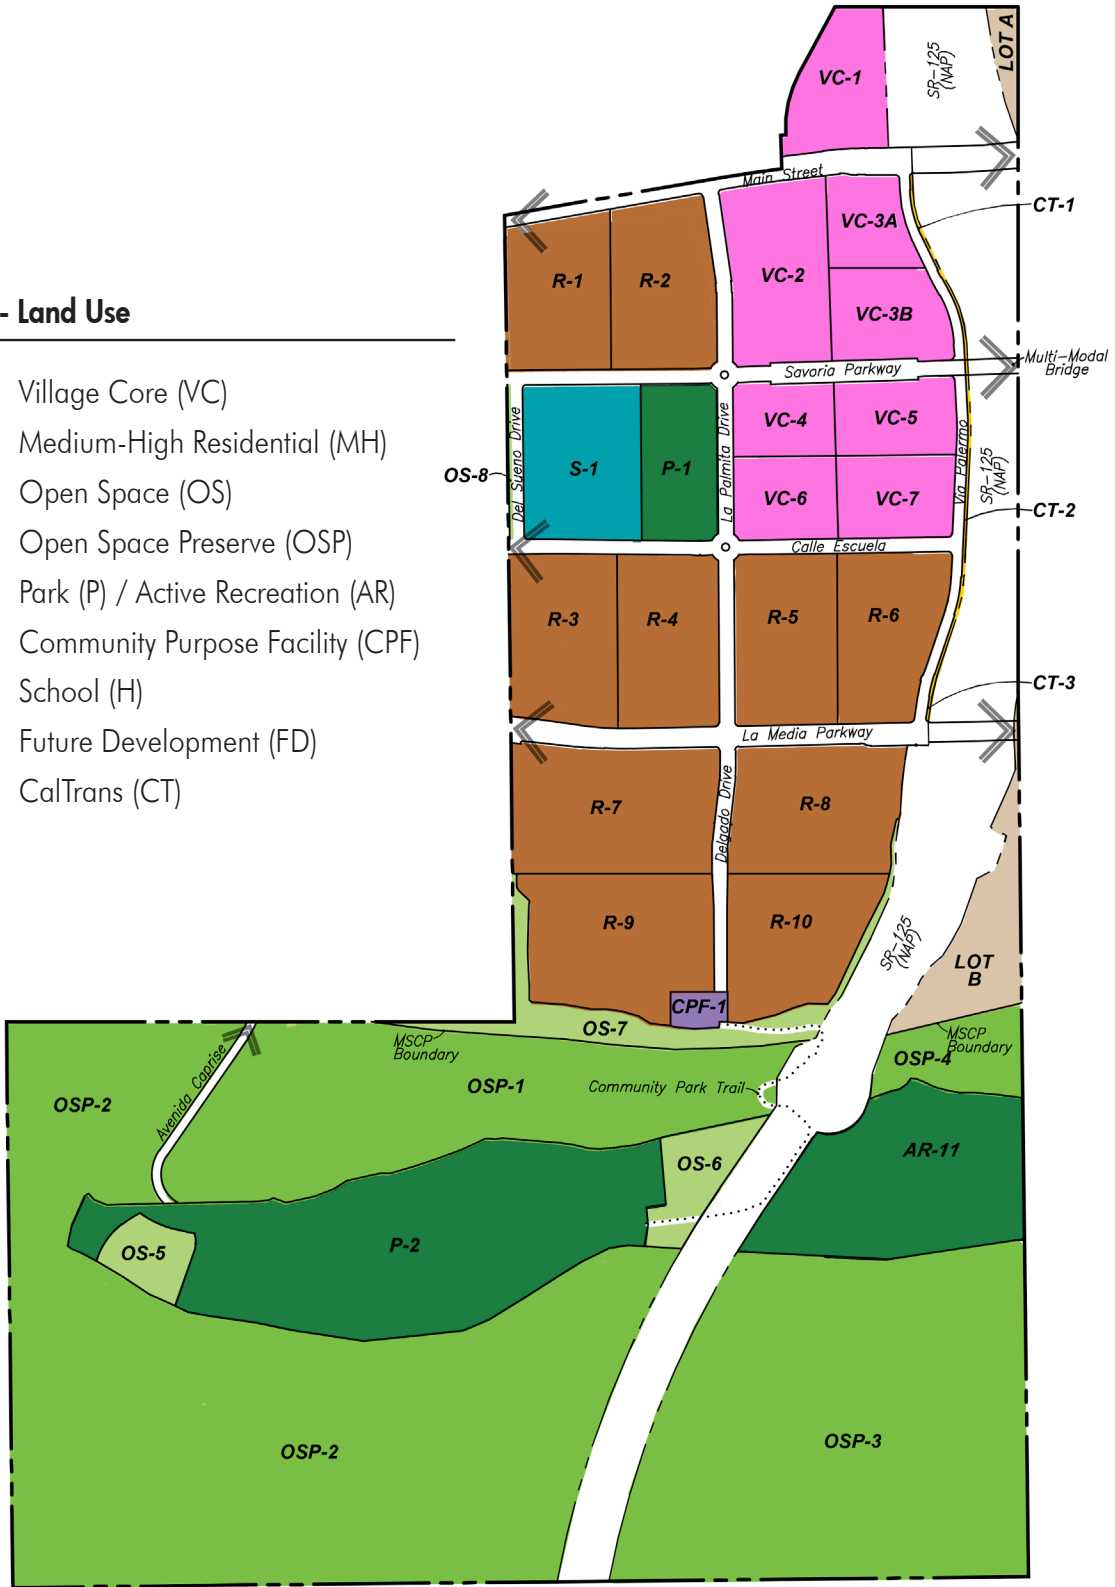 LOT A
SR-125
(NAP)
VC-1
Main Street
CT-1
VC-3A
VC-2
R-1
R-2
VC-3B
- Land Use
Multi-Modal
Bridge
Savoria Parkway
Village Core (VC)
Medium-High Residential (MH)
Open Space (OS)
Open Space Preserve (OSP)
Park (P) / Active Recreation (AR)
Community Purpose Facility (CPF)
School (H)
Future Development (FD)
CalTrans (CT)
OS-8
Del Sueno Drive
S-1
P-1
La Palmita Drive
VC-4
VC-5
VC-6
VC-7
Via Palermo
SR-125
(NAP)
CT-2
Calle Escuela
R-3
R-4
R-5
R-6
CT-3
La Media Parkway
Delgado Drive
R-7
R-8
R-9
R-10
SR-125
(NAP)
LOT
B
CPF-1
OS-7
MSCP
Boundary
MSCP
Boundary
OSP-4
Avenida Caprise
OSP-2
OSP-1
Community Park Trail
OS-6
AR-11
OS-5
P-2
OSP-2
OSP-3